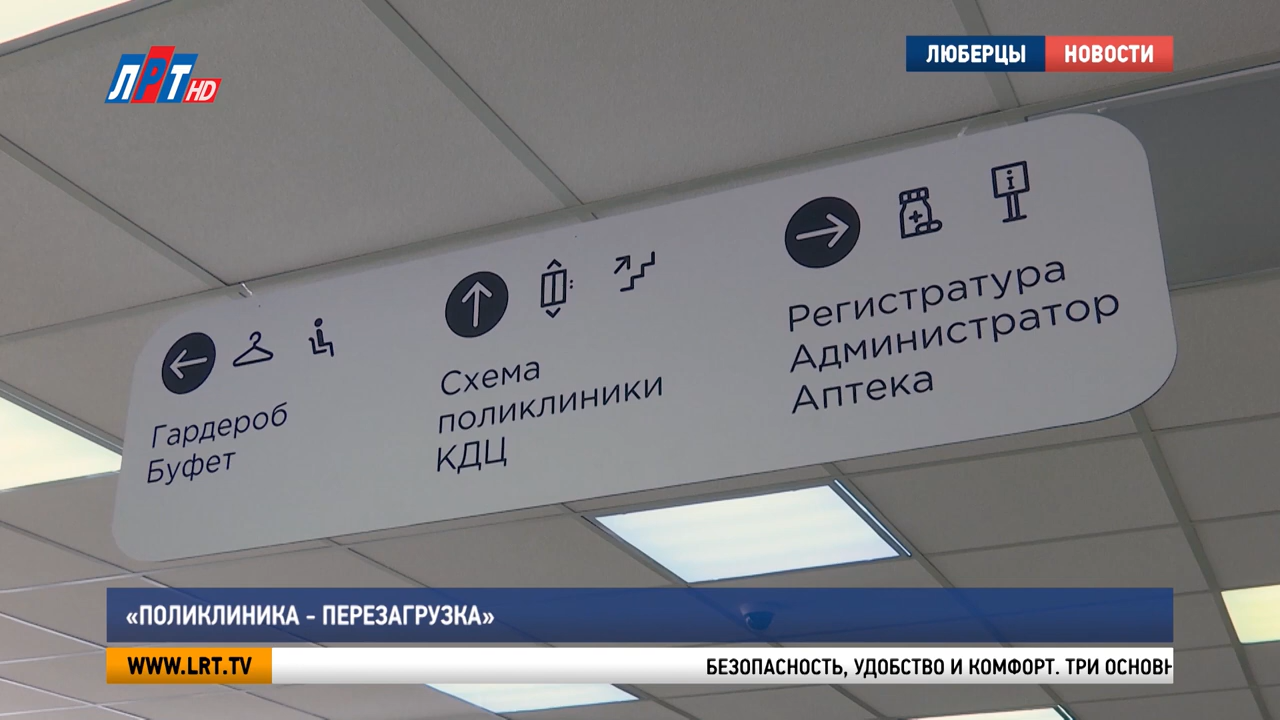 ЛРТ HD
ЛЮБЕРЦЫ НОВОСТИ
Гардероб
Буфет
Схема
поликлиники
КДЦ
Регистратура
Администратор
Аптека
«ПОЛИКЛИНИКА - ПЕРЕЗАГРУЗКА»
WWW.LRT.TV
БЕЗОПАСНОСТЬ, УДОБСТВО И КОМФОРТ. ТРИ